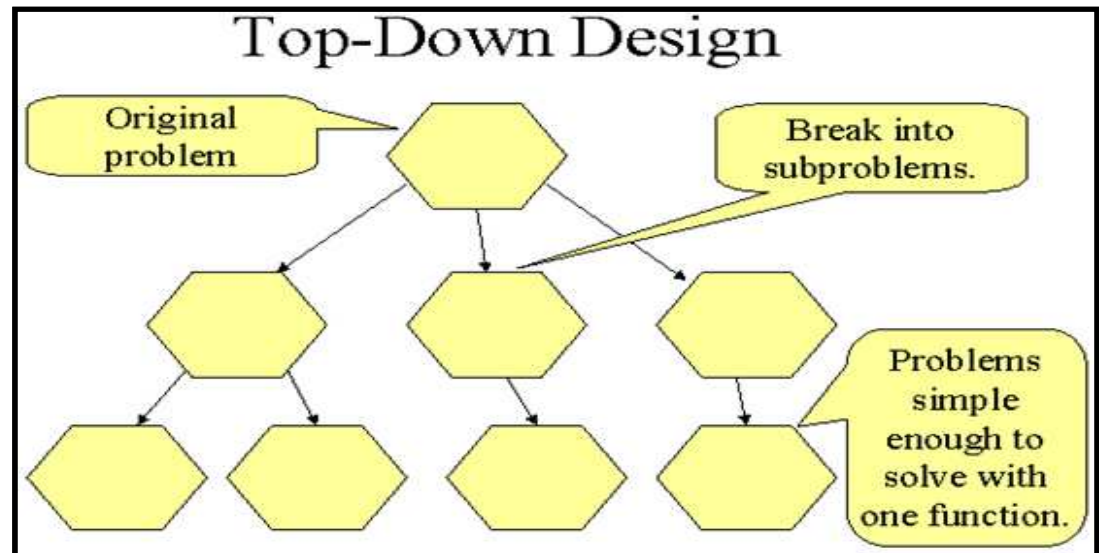 Top-Down Design
Original
problem
Break into
subproblems.
Problems
simple
enough to
solve with
one function.